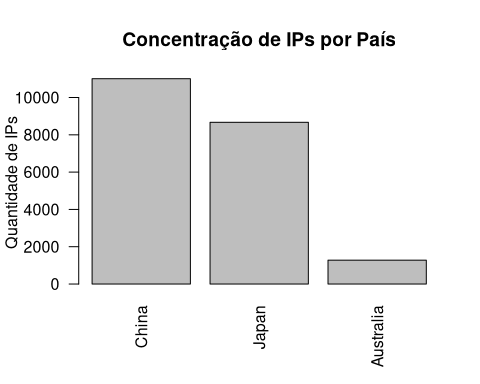 Concentração de IPs por País
Quantidade de IPs
10000
8000
6000
4000
2000
0
China
Japan
Australia